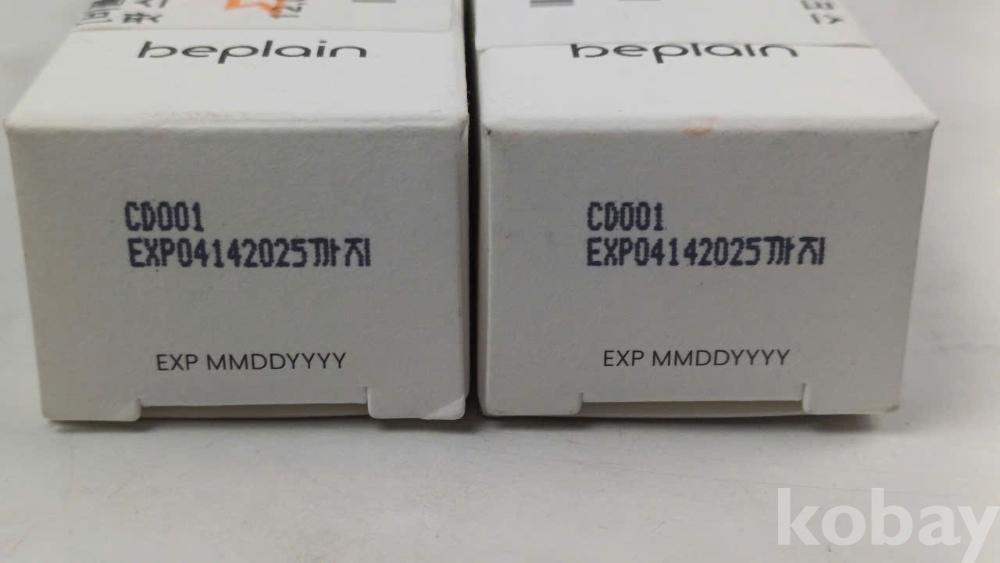 beplain
CD001
EXP04142025까지
EXP MMDDYYYY
beplain
CD001
EXP04142025까지
EXP MMDDYYYY
kobay